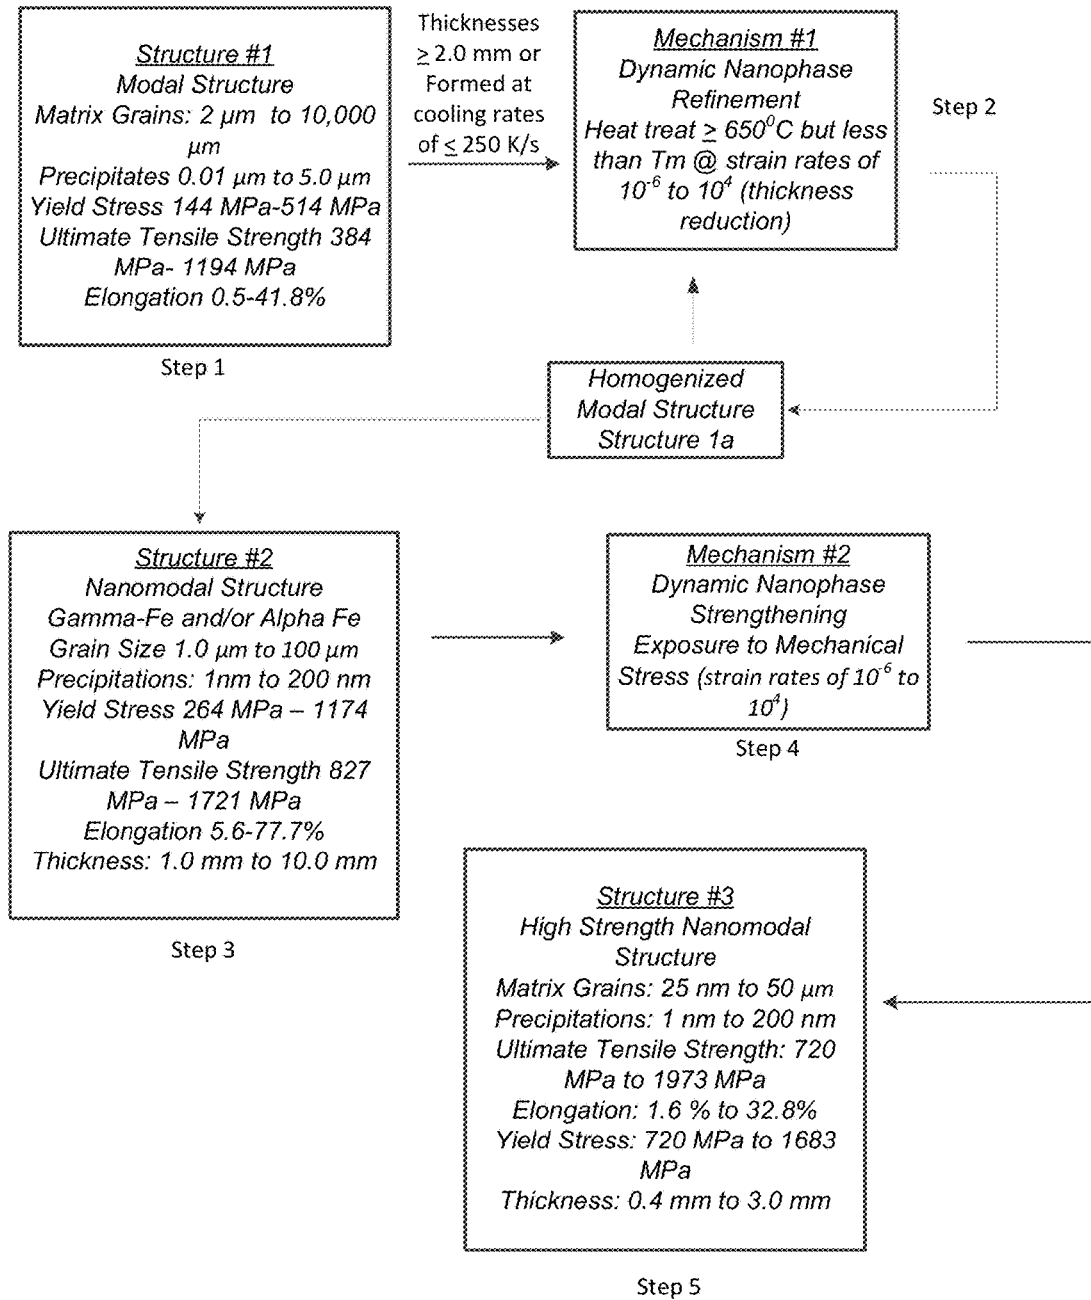 Structure #1
Modal Structure
Matrix Grains: 2 µm to 10,000
µm
Precipitates 0.01 µm to 5.0 µm
Yield Stress 144 MPa-514 MPa
Ultimate Tensile Strength 384
MPa- 1194 MPa
Elongation 0.5-41.8%
Step 1
Thicknesses
≥ 2.0 mm or
Formed at
cooling rates
of ≤ 250 K/s
Mechanism #1
Dynamic Nanophase
Refinement
Heat treat ≥ 650⁰C but less
than Tm @ strain rates of
10⁻⁶ to 10⁴ (thickness
reduction)
Step 2
Homogenized
Modal Structure
Structure 1a
Structure #2
Nanomodal Structure
Gamma-Fe and/or Alpha Fe
Grain Size 1.0 µm to 100 µm
Precipitations: 1nm to 200 nm
Yield Stress 264 MPa – 1174
MPa
Ultimate Tensile Strength 827
MPa – 1721 MPa
Elongation 5.6-77.7%
Thickness: 1.0 mm to 10.0 mm
Step 3
Mechanism #2
Dynamic Nanophase
Strengthening
Exposure to Mechanical
Stress (strain rates of 10⁻⁶ to
10⁴)
Step 4
Structure #3
High Strength Nanomodal
Structure
Matrix Grains: 25 nm to 50 µm
Precipitations: 1 nm to 200 nm
Ultimate Tensile Strength: 720
MPa to 1973 MPa
Elongation: 1.6 % to 32.8%
Yield Stress: 720 MPa to 1683
MPa
Thickness: 0.4 mm to 3.0 mm
Step 5